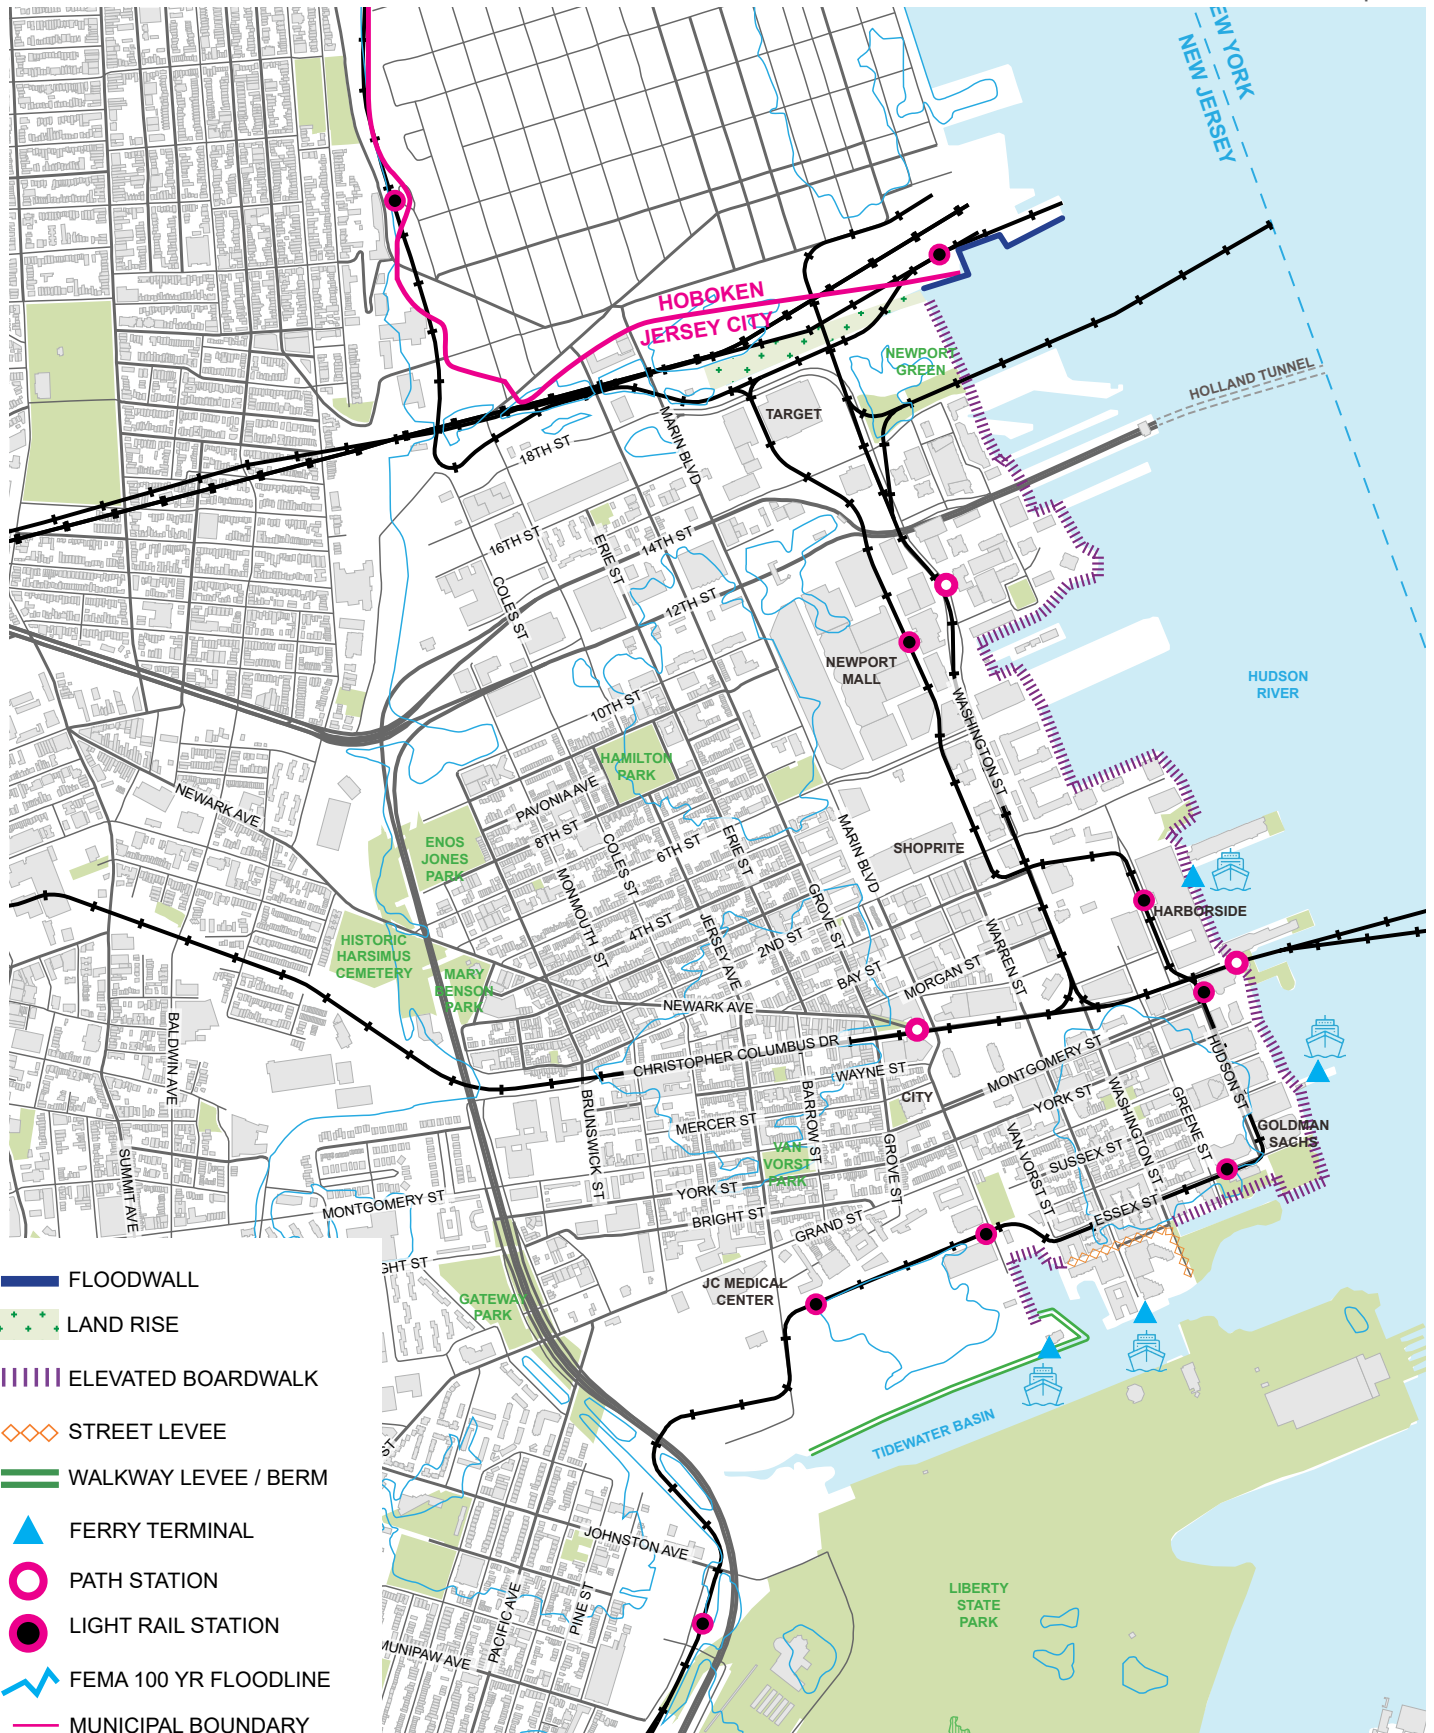 EW YORK
NEW JERSEY
HOBOKEN
JERSEY CITY
NEWPORT
GREEN
HOLLAND TUNNEL
TARGET
MARIN BLVD
18TH ST
16TH ST
ERIE ST
14TH ST
COLES ST
12TH ST
NEWPORT
MALL
HUDSON
RIVER
WASHINGTON ST
10TH ST
HAMILTON
PARK
NEWARK AVE
PAVONIA AVE
8TH ST
ENOS
JONES
PARK
COLES ST
6TH ST
ERIE ST
MARIN BLVD
SHOPRITE
MONMOUTH ST
GROVE ST
HARBORSIDE
4TH ST
JERSEY AVE
2ND ST
WARREN ST
HISTORIC
HARSIMUS
CEMETERY
MARY
BENSON
PARK
BAY ST
MORGAN ST
NEWARK AVE
BALDWIN AVE
CHRISTOPHER COLUMBUS DR
WAYNE ST
MONTGOMERY ST
HUDSON ST
CITY
YORK ST
WASHINGTON ST
GREENE ST
BRUNSWICK ST
MERCER ST
BARROW ST
GOLDMAN
SACHS
VAN
VORST
PARK
GROVE ST
VAN VORST ST
SUSSEX ST
SUMMIT AVE
MONTGOMERY ST
YORK ST
BRIGHT ST
GRAND ST
ESSEX ST
GHT ST
GATEWAY
PARK
JC MEDICAL
CENTER
TIDEWATER BASIN
ST
JOHNSTON AVE
PACIFIC AVE
PINE ST
MUNIPAW AVE
LIBERTY
STATE
PARK
FLOODWALL
LAND RISE
ELEVATED BOARDWALK
STREET LEVEE
WALKWAY LEVEE / BERM
FERRY TERMINAL
PATH STATION
LIGHT RAIL STATION
FEMA 100 YR FLOODLINE
MUNICIPAL BOUNDARY